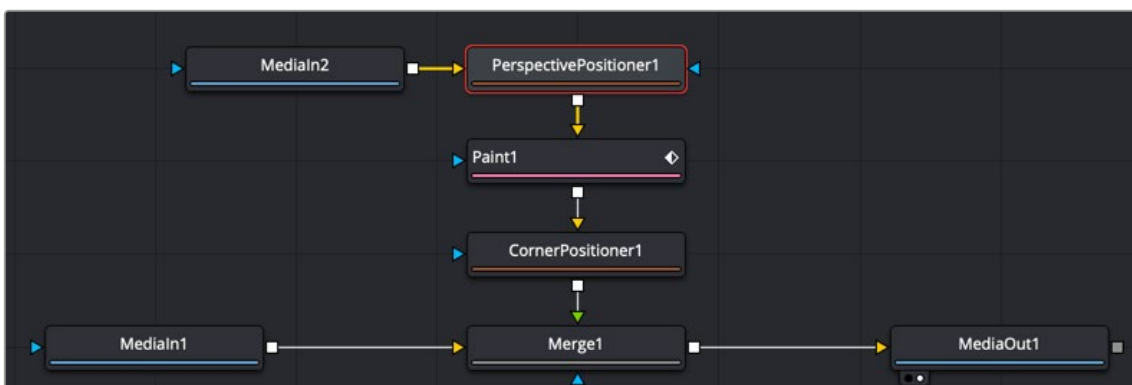 MediaIn2
PerspectivePositioner1
Paint1
CornerPositioner1
MediaIn1
Merge1
MediaOut1